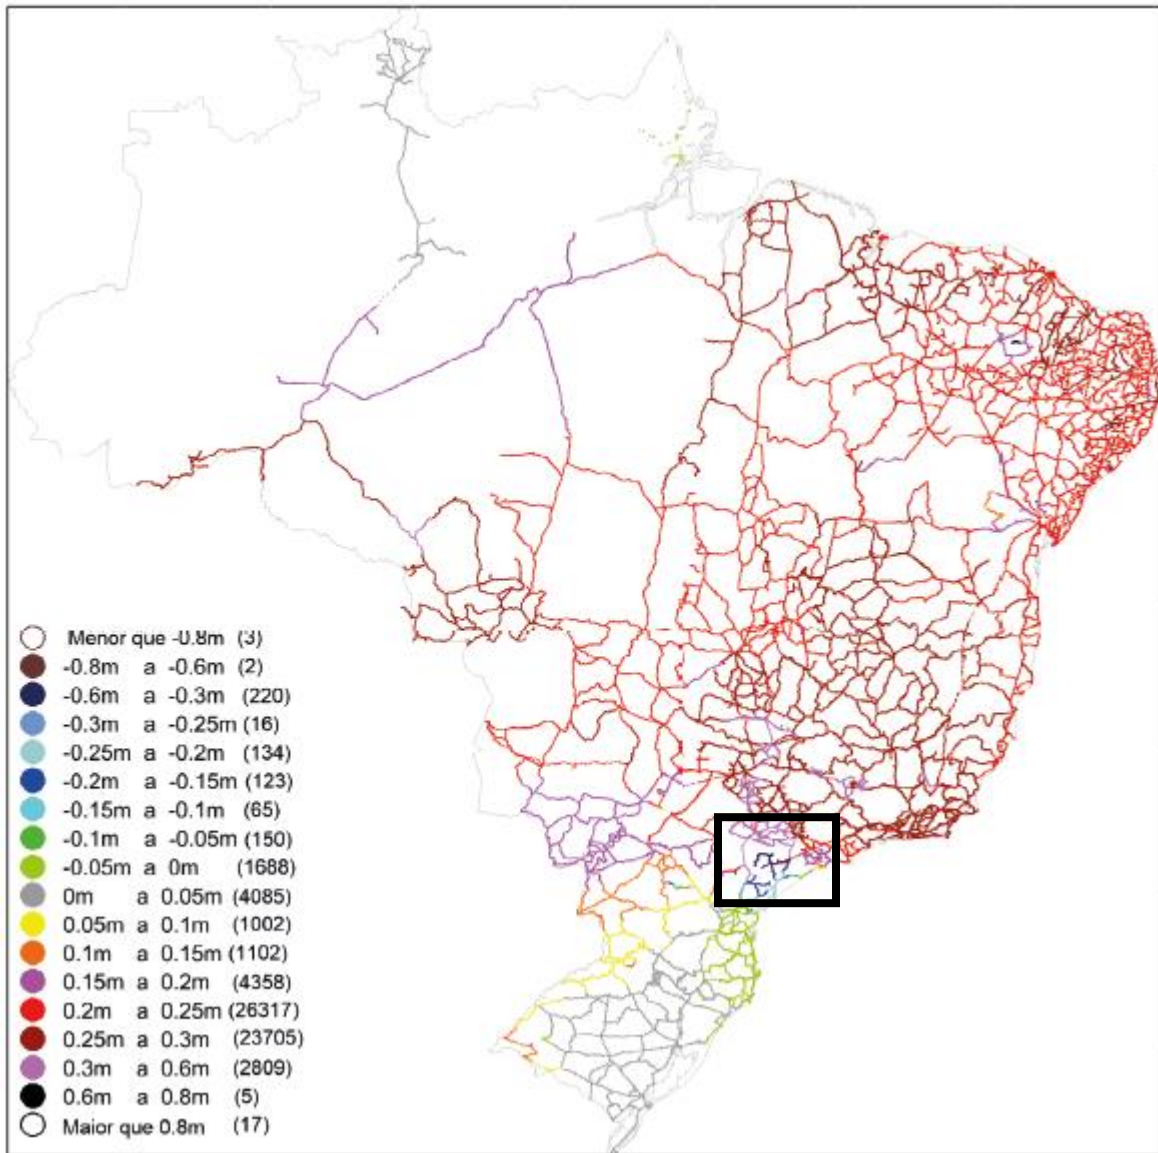 Menor que -0.8m (3)
-0.8m a -0.6m (2)
-0.6m a -0.3m (220)
-0.3m a -0.25m (16)
-0.25m a -0.2m (134)
-0.2m a -0.15m (123)
-0.15m a -0.1m (65)
-0.1m a -0.05m (150)
-0.05m a 0m (1688)
0m a 0.05m (4085)
0.05m a 0.1m (1002)
0.1m a 0.15m (1102)
0.15m a 0.2m (4358)
0.2m a 0.25m (26317)
0.25m a 0.3m (23705)
0.3m a 0.6m (2809)
0.6m a 0.8m (5)
Maior que 0.8m (17)